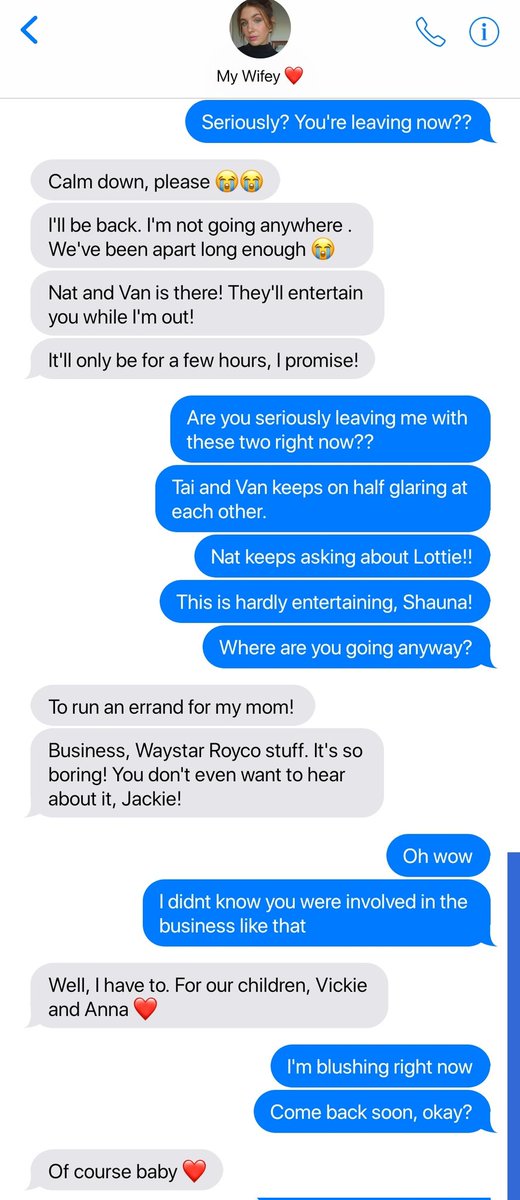 My Wifey ❤️
Seriously? You're leaving now??
Calm down, please 😭😭
I'll be back. I'm not going anywhere .
We've been apart long enough 😭
Nat and Van is there! They'll entertain
you while I'm out!
It'll only be for a few hours, I promise!
Are you seriously leaving me with
these two right now??
Tai and Van keeps on half glaring at
each other.
Nat keeps asking about Lottie!!
This is hardly entertaining, Shauna!
Where are you going anyway?
To run an errand for my mom!
Business, Waystar Royco stuff. It's so
boring! You don't even want to hear
about it, Jackie!
Oh wow
I didnt know you were involved in the
business like that
Well, I have to. For our children, Vickie
and Anna ❤️
I'm blushing right now
Come back soon, okay?
Of course baby ❤️